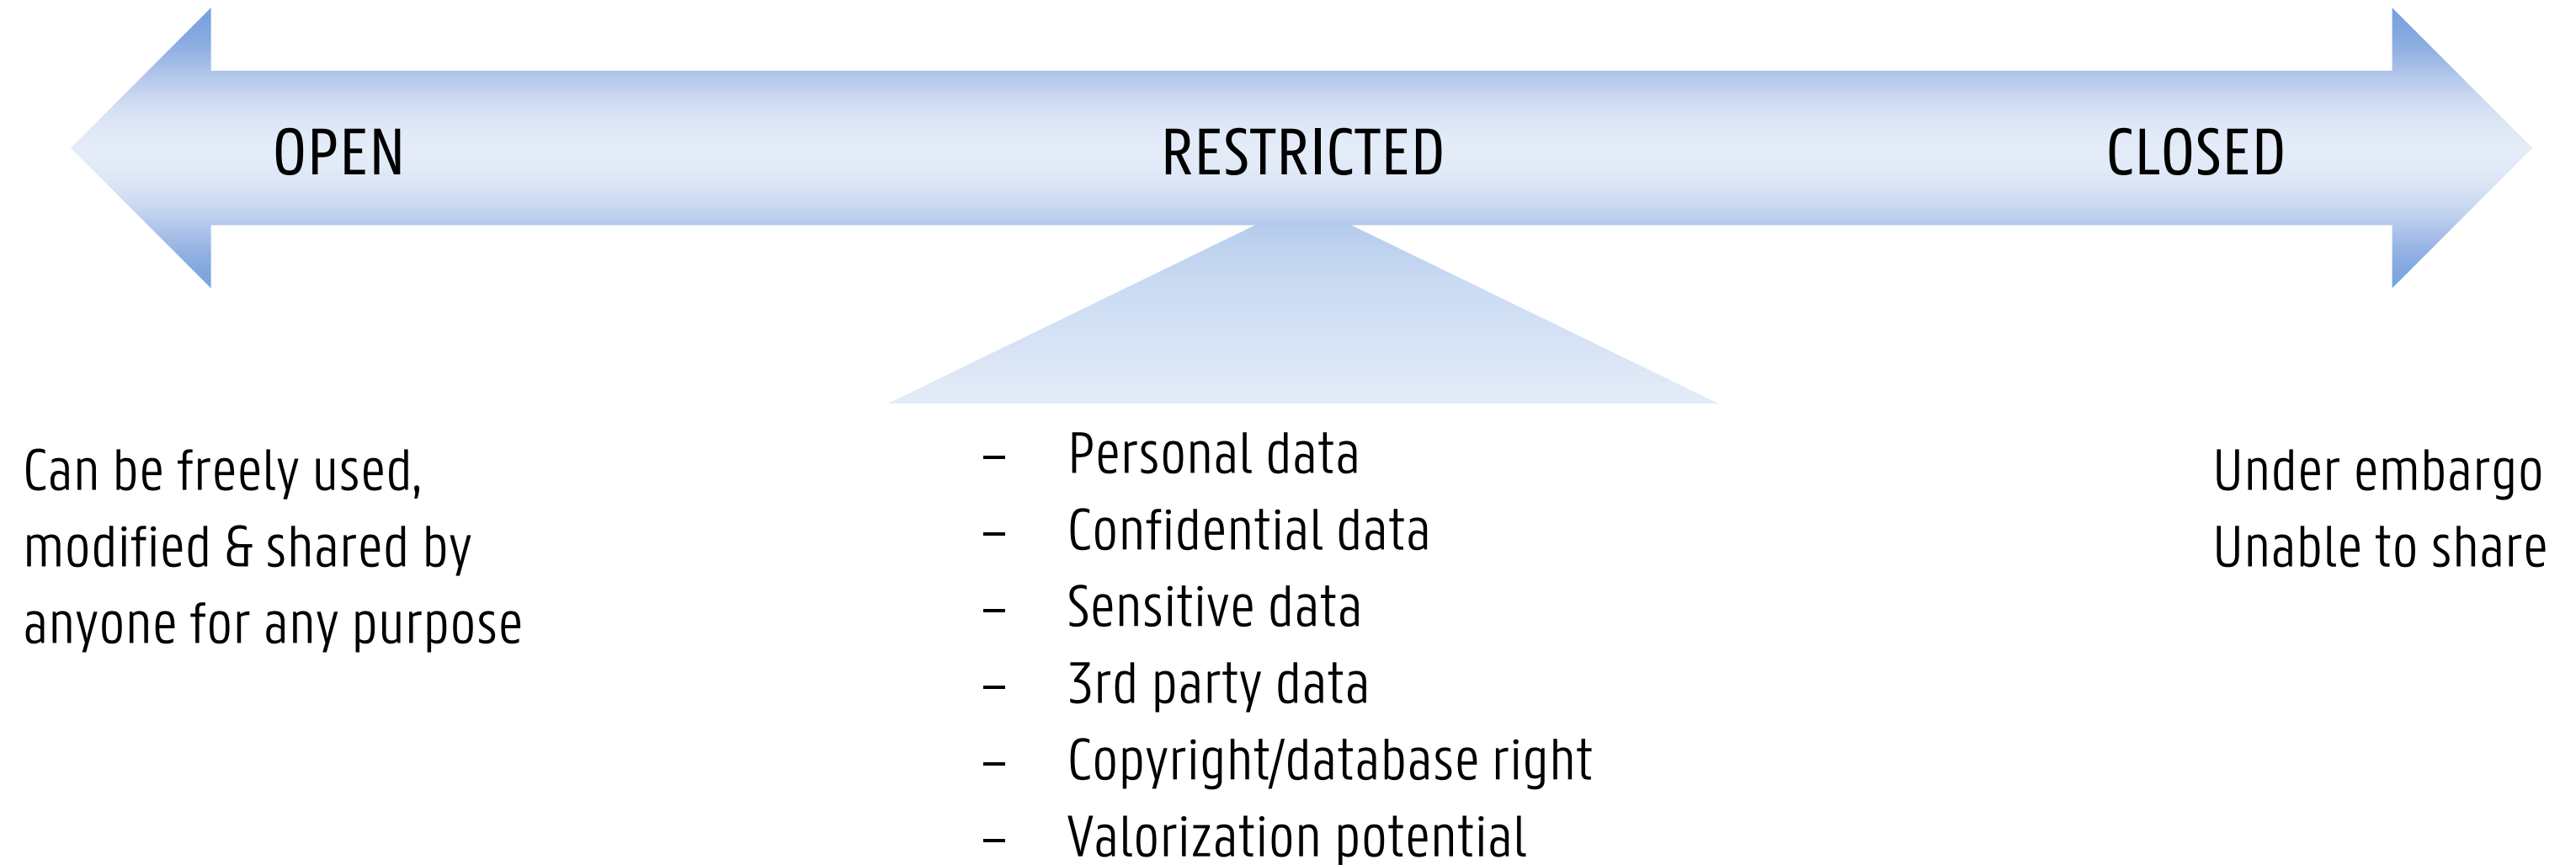 OPEN
RESTRICTED
CLOSED
Can be freely used,
modified & shared by
anyone for any purpose
– Personal data
– Confidential data
– Sensitive data
– 3rd party data
– Copyright/database right
– Valorization potential
Under embargo
Unable to share